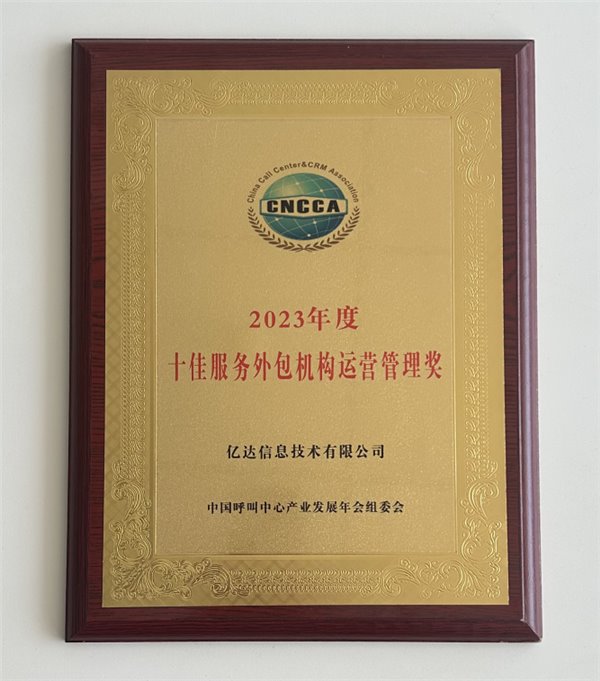 China Call Center&CRM Association
CNCCA
2023年度
十佳服务外包机构运营管理奖
亿达信息技术有限公司
中国呼叫中心产业发展年会组委会